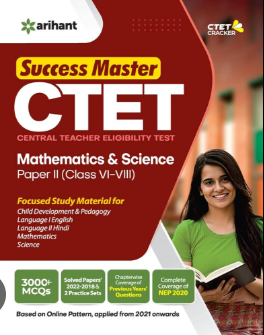 arihant
CTET
CRACKER
Success Master
CTET
CENTRAL TEACHER ELIGIBILITY TEST
Mathematics & Science
Paper II (Class VI-VIII)
Focused Study Material for
Child Development & Pedagogy
Language I English
Language II Hindi
Mathematics
Science
3000+
MCQs
Solved Papers'
2022-2018 &
2 Practice Sets
Chapterwise
Coverage of
Previous Years'
Questions
Complete
Coverage of
NEP 2020
Based on Online Pattern, applied from 2021 onwards